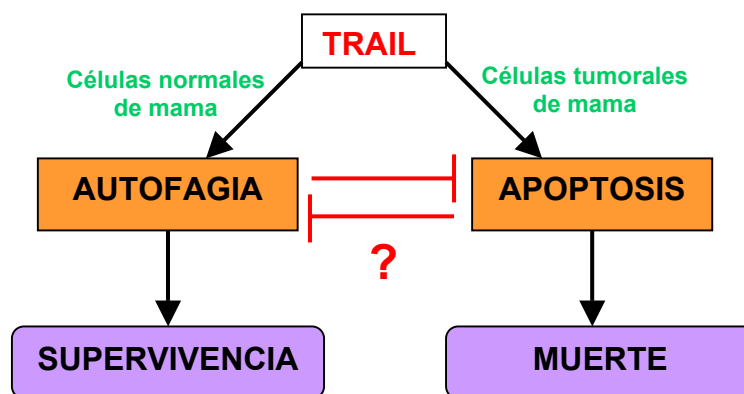 TRAIL
Células normales
de mama
Células tumorales
de mama
AUTOFAGIA
APOPTOSIS
?
SUPERVIVENCIA
MUERTE